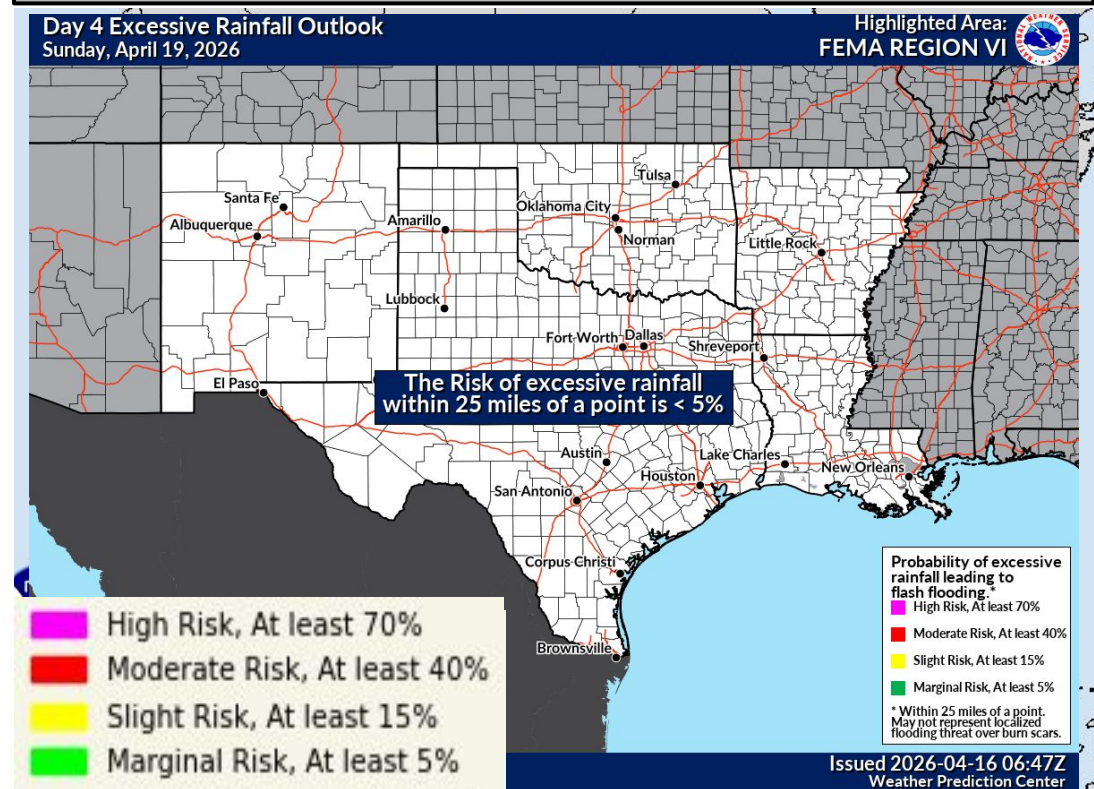 Day 4 Excessive Rainfall Outlook
Sunday, April 19, 2026
Highlighted Area:
FEMA REGION VI
Santa Fe
Albuquerque
Amarillo
Tulsa
Oklahoma City
Norman
Little Rock
Lubbock
Fort Worth
Dallas
Shreveport
El Paso
The Risk of excessive rainfall
within 25 miles of a point is < 5%
Austin
Lake Charles
Houston
New Orleans
San Antonio
Corpus Christi
Brownsville
Probability of excessive
rainfall leading to
flash flooding.*
High Risk, At least 70%
Moderate Risk, At least 40%
Slight Risk, At least 15%
Marginal Risk, At least 5%
* Within 25 miles of a point.
May not represent localized
flooding threat over burn scars.
High Risk, At least 70%
Moderate Risk, At least 40%
Slight Risk, At least 15%
Marginal Risk, At least 5%
Issued 2026-04-16 06:47Z
Weather Prediction Center